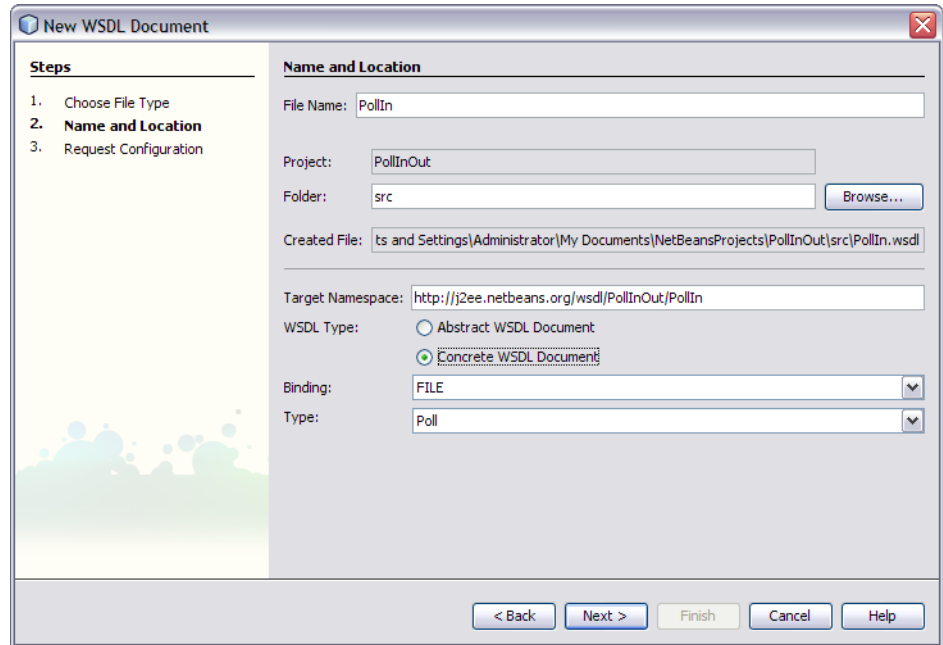 New WSDL Document
Steps
1. Choose File Type
2. Name and Location
3. Request Configuration
Name and Location
File Name: PollIn
Project: PollInOut
Folder: src Browse...
Created File: ts and Settings\Administrator\My Documents\NetBeansProjects\PollInOut\src\PollIn.wsdl
Target Namespace: http://j2ee.netbeans.org/wsdl/PollInOut/PollIn
WSDL Type: Abstract WSDL Document
Concrete WSDL Document
Binding: FILE
Type: Poll
< Back Next > Finish Cancel Help